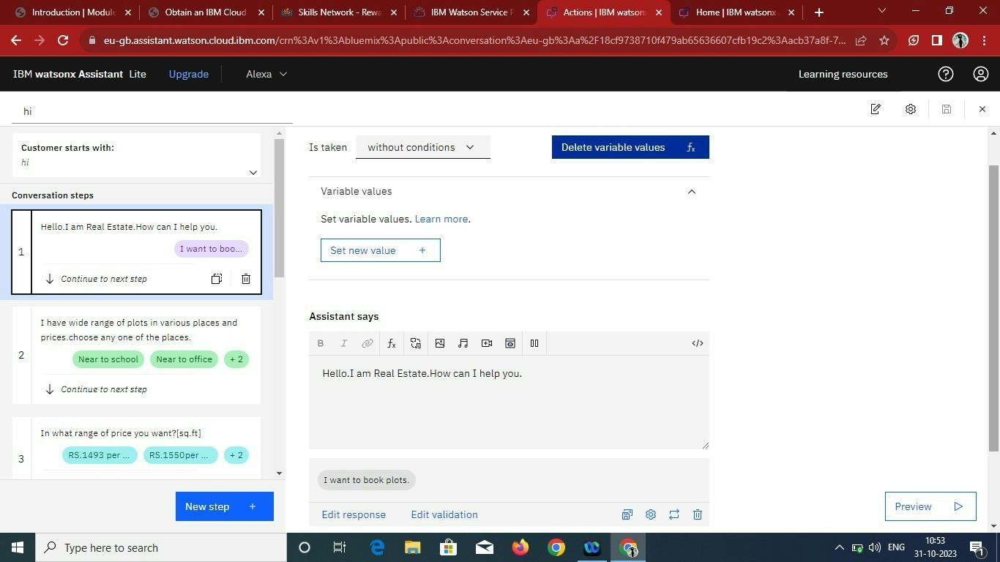 Introduction | Module
Obtain an IBM Cloud
Skills Network - Rewa
IBM Watson Service P
Actions | IBM watson
Home | IBM watsonx
eu-gb.assistant.watson.cloud.ibm.com/crn%3Av1%3Abluemix%3Apublic%3Aconversation%3Aeu-gb%3Aa%2F18cf9738710f479ab65636607cfb19c2%3Aacb37a8f-7...
IBM watsonx Assistant Lite
Upgrade
Alexa
Learning resources
hi
Customer starts with:
hi
Conversation steps
1
Hello.I am Real Estate.How can I help you.
I want to boo...
Continue to next step
2
I have wide range of plots in various places and
prices.choose any one of the places.
Near to school
Near to office
+ 2
Continue to next step
3
In what range of price you want?[sq.ft]
RS.1493 per ...
RS.1550per ...
+ 2
New step +
Is taken
without conditions
Delete variable values fx
Variable values
Set variable values. Learn more.
Set new value +
Assistant says
B I fx </>
Hello.I am Real Estate.How can I help you.
I want to book plots.
Edit response
Edit validation
Preview
Type here to search
ENG
10:53
31-10-2023
1